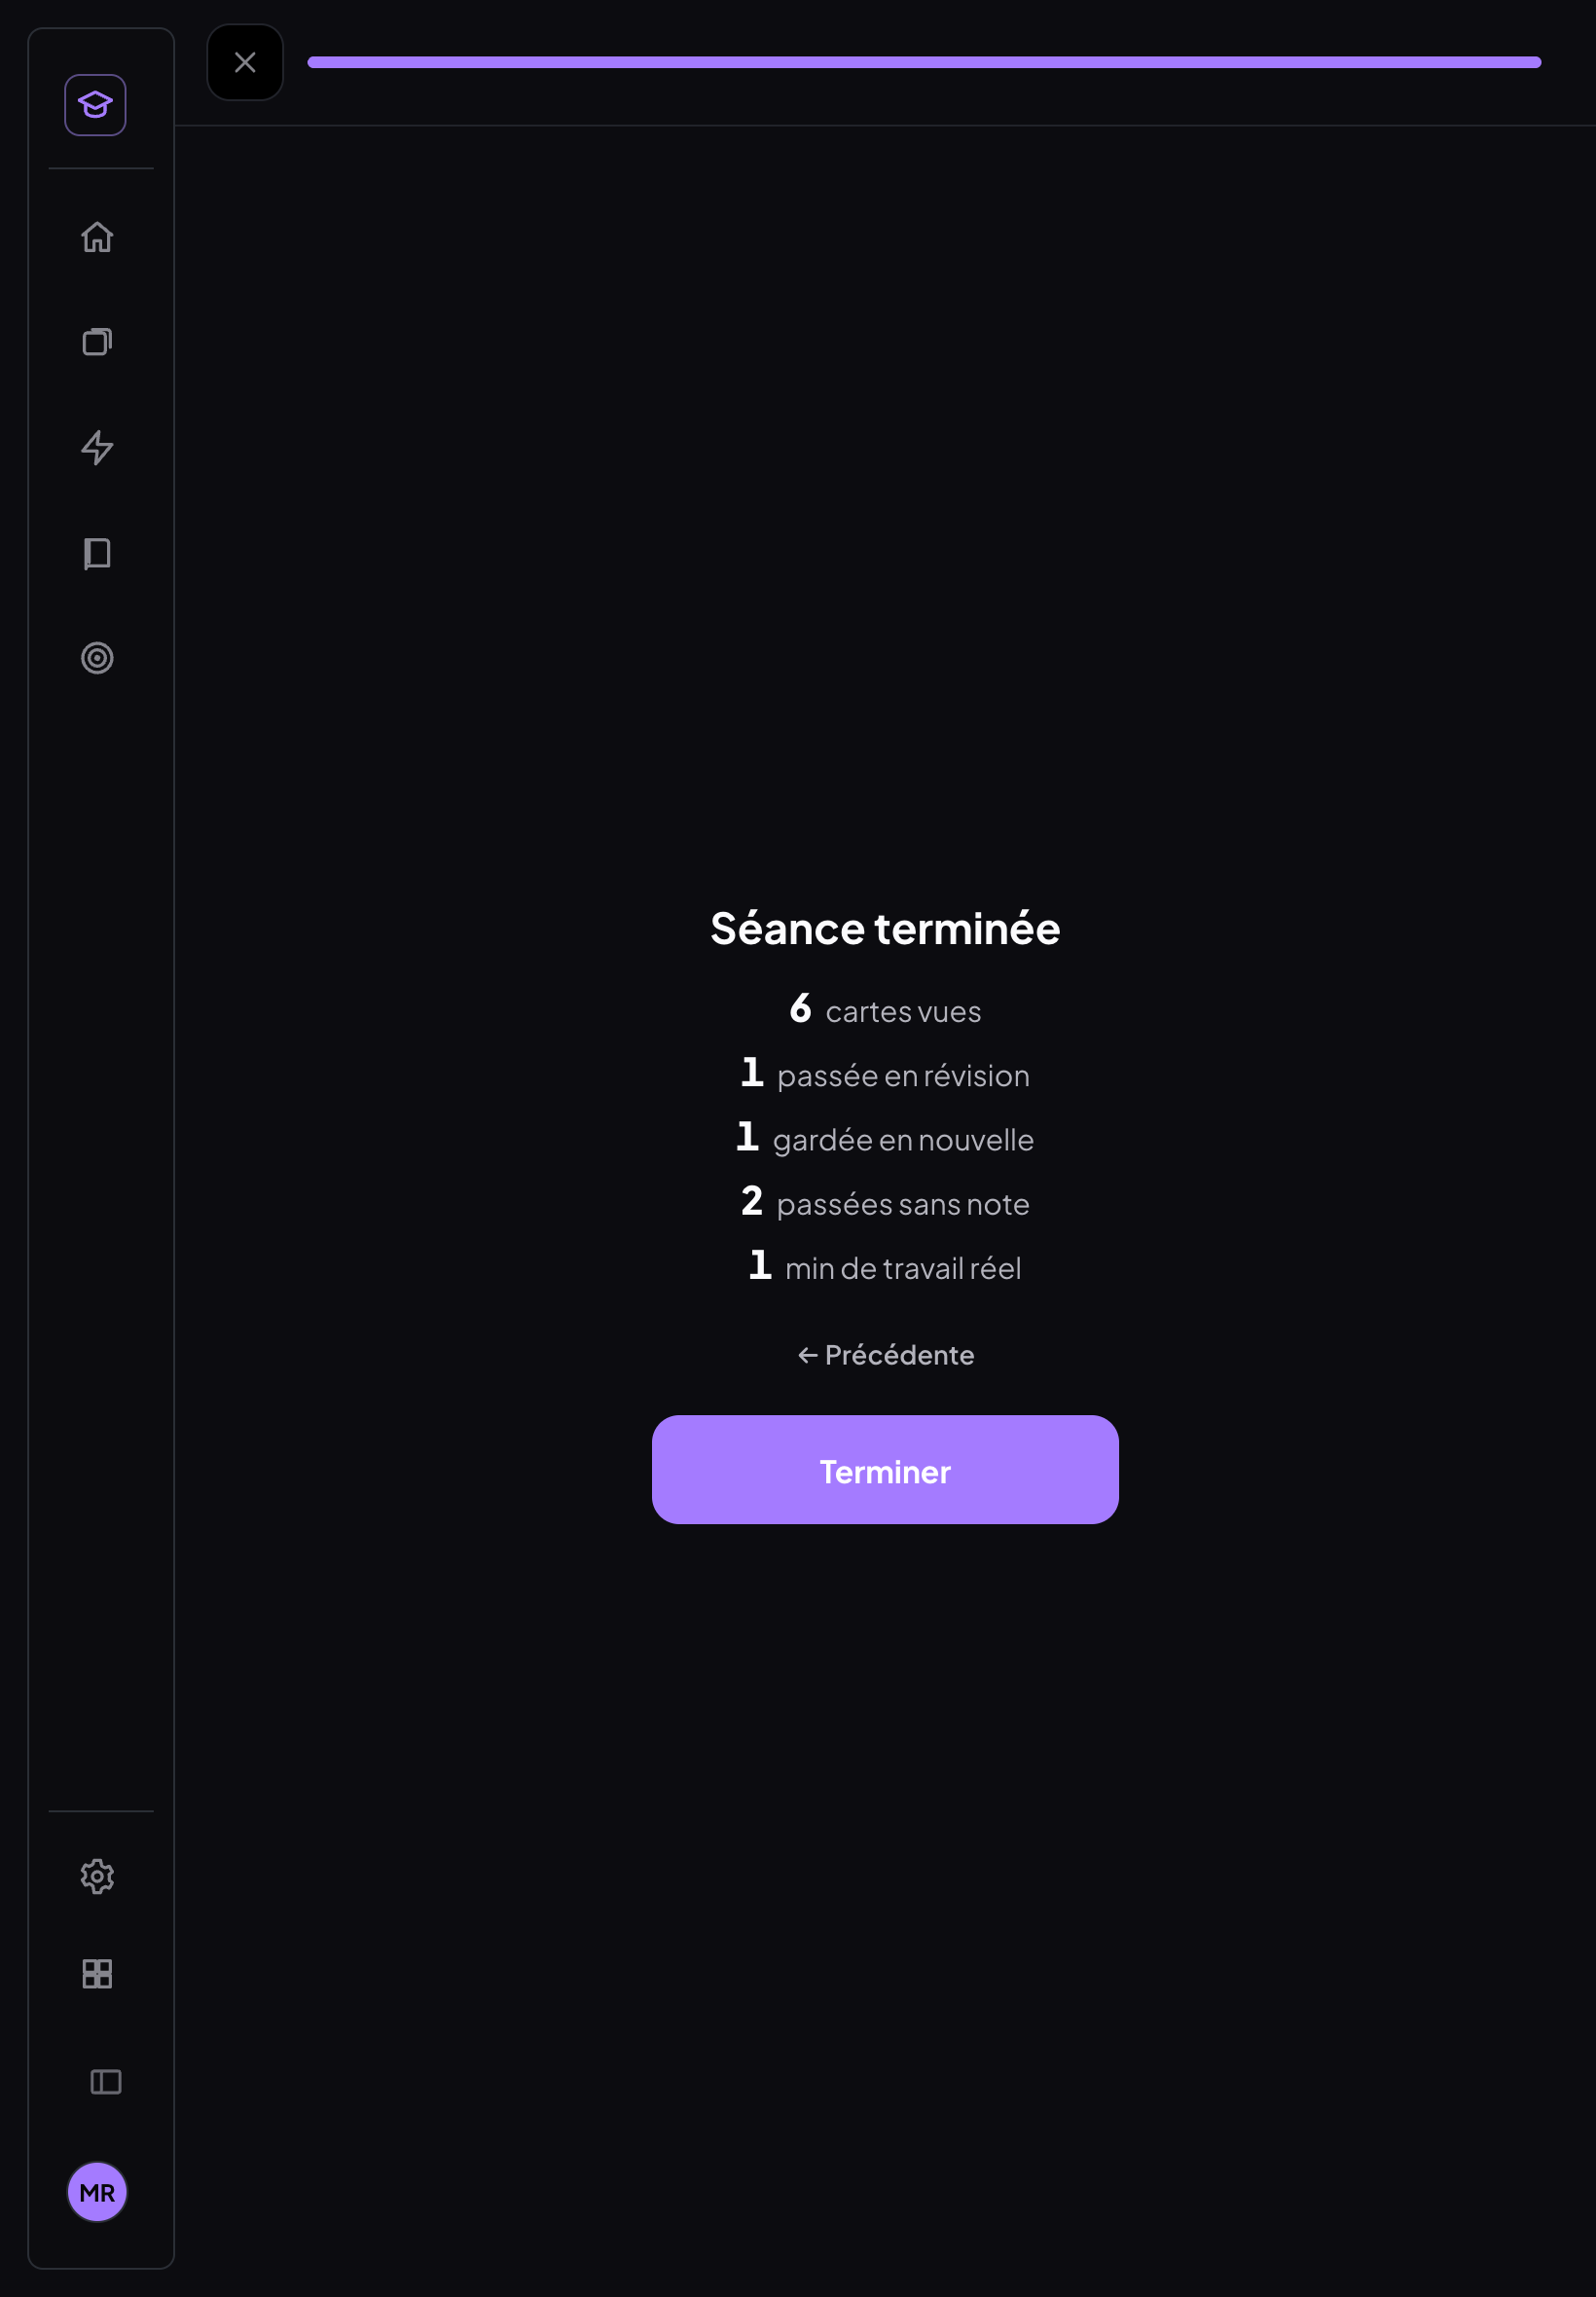 Séance terminée
6 cartes vues
1 passée en révision
1 gardée en nouvelle
2 passées sans note
1 min de travail réel
← Précédente
Terminer
MR